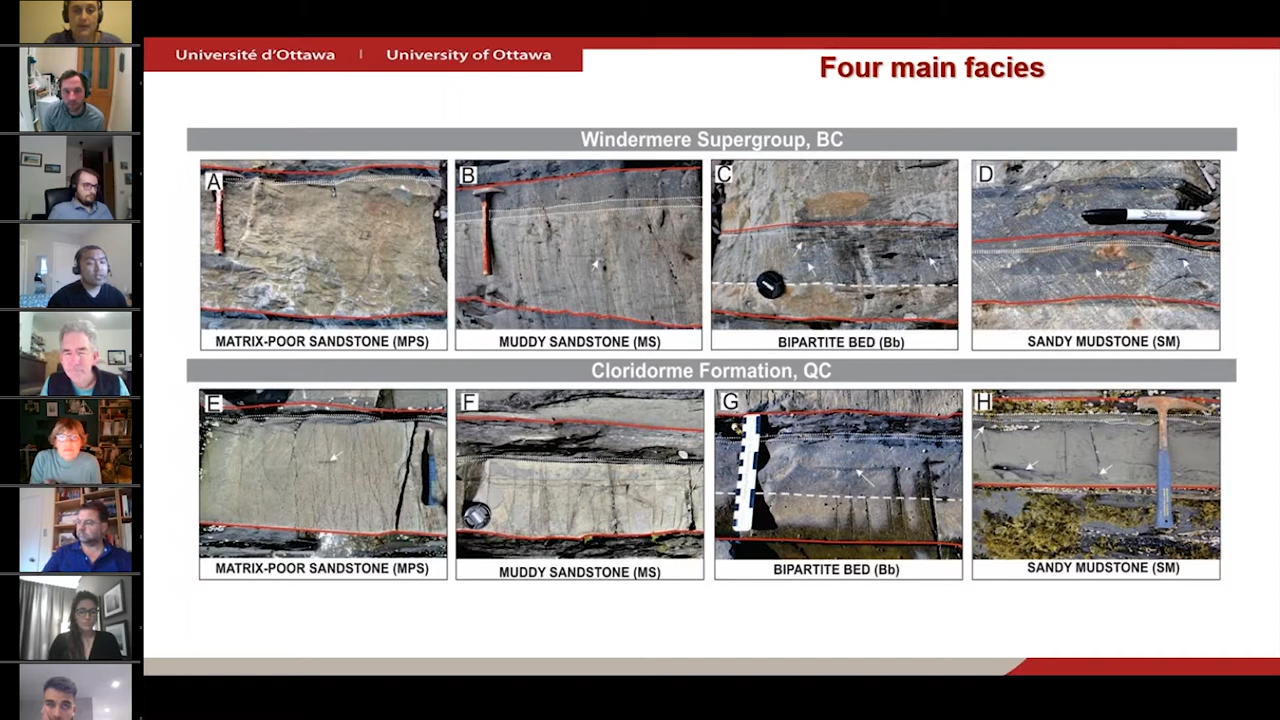 Université d'Ottawa | University of Ottawa
Four main facies
Windermere Supergroup, BC
A
B
C
D
MATRIX-POOR SANDSTONE (MPS)
MUDDY SANDSTONE (MS)
BIPARTITE BED (Bb)
SANDY MUDSTONE (SM)
Cloridorme Formation, QC
E
F
G
H
MATRIX-POOR SANDSTONE (MPS)
MUDDY SANDSTONE (MS)
BIPARTITE BED (Bb)
SANDY MUDSTONE (SM)